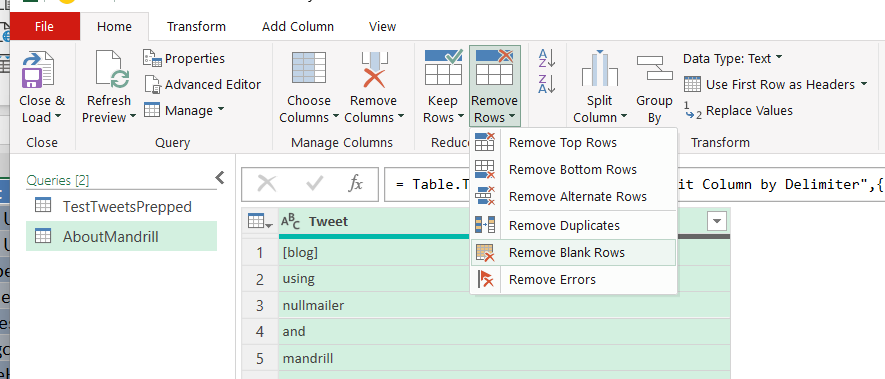 File Home Transform Add Column View
Properties
Advanced Editor
Manage
Close & Load
Refresh Preview
Choose Columns
Remove Columns
Keep Rows
Remove Rows
A Z
Z A
Split Column
Group By
Data Type: Text
Use First Row as Headers
1 2 Replace Values
Close Query Manage Columns Reduc Transform
Remove Top Rows
Remove Bottom Rows
Remove Alternate Rows
Remove Duplicates
Remove Blank Rows
Remove Errors
Queries [2]
TestTweetsPrepped
AboutMandrill
fx = Table.T it Column by Delimiter",{
ABC Tweet
1 [blog]
2 using
3 nullmailer
4 and
5 mandrill